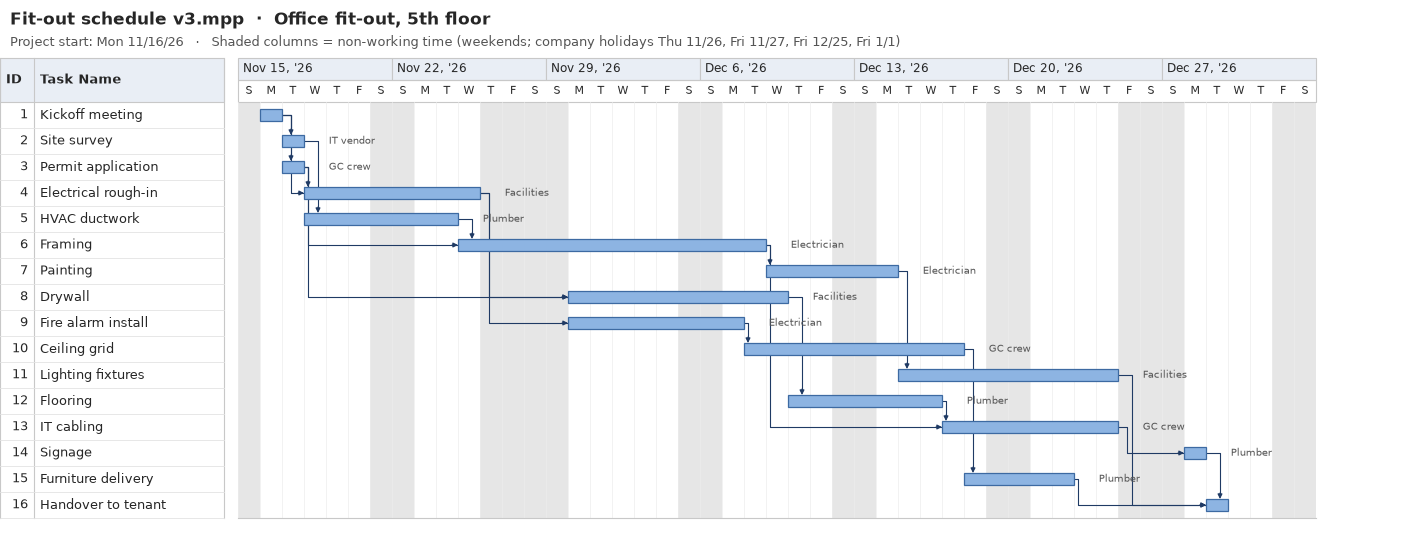 Fit-out schedule v3.mpp · Office fit-out, 5th floor
Project start: Mon 11/16/26 · Shaded columns = non-working time (weekends; company holidays Thu 11/26, Fri 11/27, Fri 12/25, Fri 1/1)
ID Task Name Nov 15, '26 Nov 22, '26 Nov 29, '26 Dec 6, '26 Dec 13, '26 Dec 20, '26 Dec 27, '26
S M T W T F S S M T W T F S S M T W T F S S M T W T F S S M T W T F S S M T W T F S S M T W T F S
1 Kickoff meeting
2 Site survey IT vendor
3 Permit application GC crew
4 Electrical rough-in Facilities
5 HVAC ductwork Plumber
6 Framing Electrician
7 Painting Electrician
8 Drywall Facilities
9 Fire alarm install Electrician
10 Ceiling grid GC crew
11 Lighting fixtures Facilities
12 Flooring Plumber
13 IT cabling GC crew
14 Signage Plumber
15 Furniture delivery Plumber
16 Handover to tenant